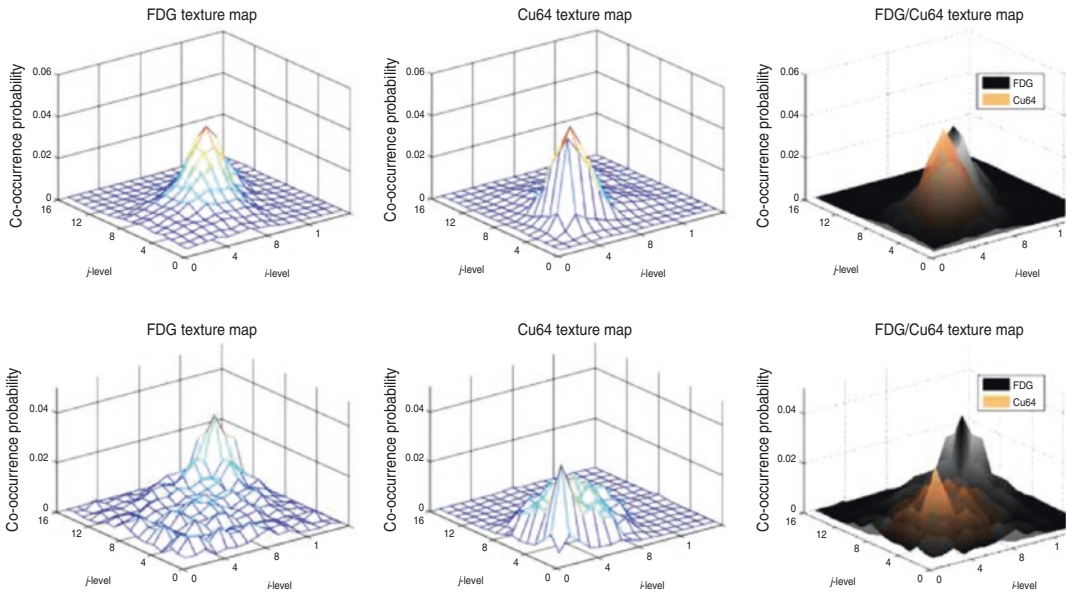 FDG texture map
Cu64 texture map
FDG/Cu64 texture map
Co-occurrence probability
0.06
0.04
0.02
0
16
12
8
4
0
j-level
0
4
8
1
i-level
Co-occurrence probability
0.06
0.04
0.02
0
16
12
8
4
0
j-level
0
4
8
1
i-level
Co-occurrence probability
0.06
0.04
0.02
0
16
12
8
4
0
j-level
0
4
8
1
i-level
FDG
Cu64
FDG texture map
Cu64 texture map
FDG/Cu64 texture map
Co-occurrence probability
0.04
0.02
0
16
12
8
4
0
j-level
0
4
8
1
i-level
Co-occurrence probability
0.04
0.02
0
16
12
8
4
0
j-level
0
4
8
1
i-level
Co-occurrence probability
0.04
0.02
0
16
12
8
4
0
j-level
0
4
8
1
i-level
FDG
Cu64